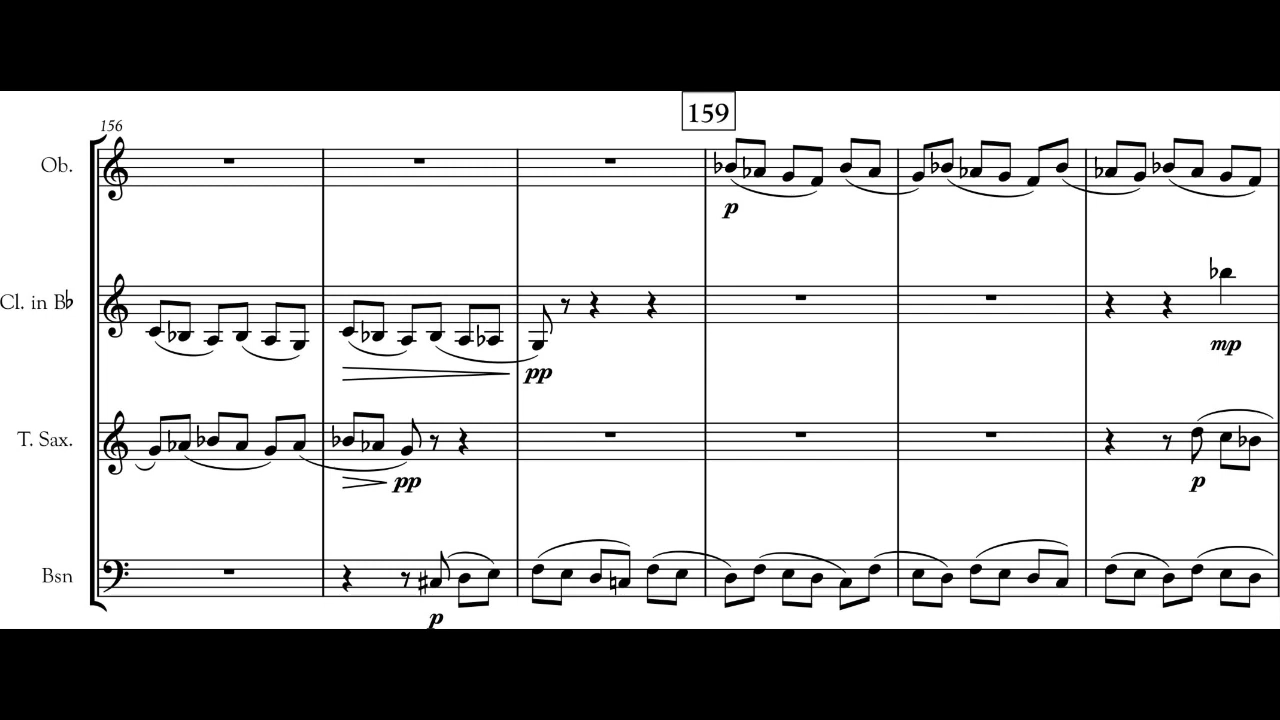 159
156
Ob.
p
Cl. in B♭
pp
mp
T. Sax.
pp
p
Bsn
p